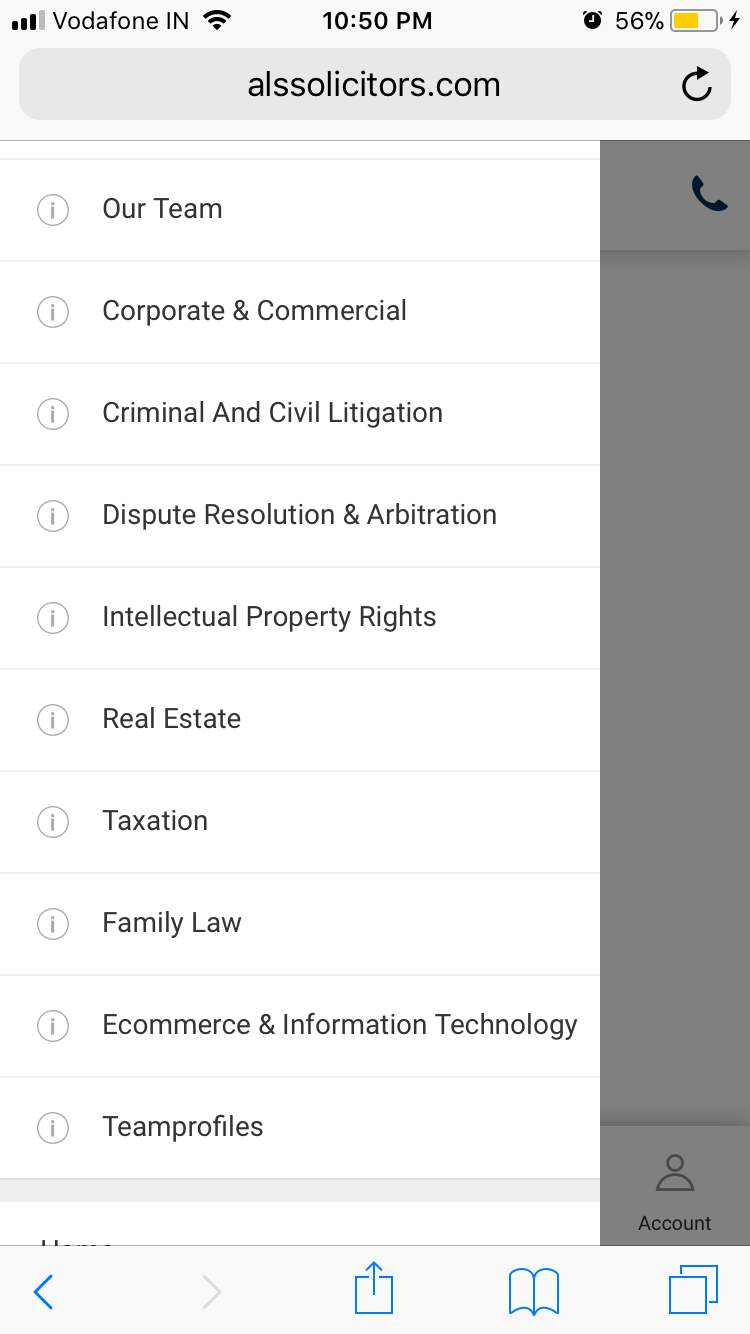 Vodafone IN 10:50 PM 56%
alssolicitors.com
Our Team
Corporate & Commercial
Criminal And Civil Litigation
Dispute Resolution & Arbitration
Intellectual Property Rights
Real Estate
Taxation
Family Law
Ecommerce & Information Technology
Teamprofiles
Account